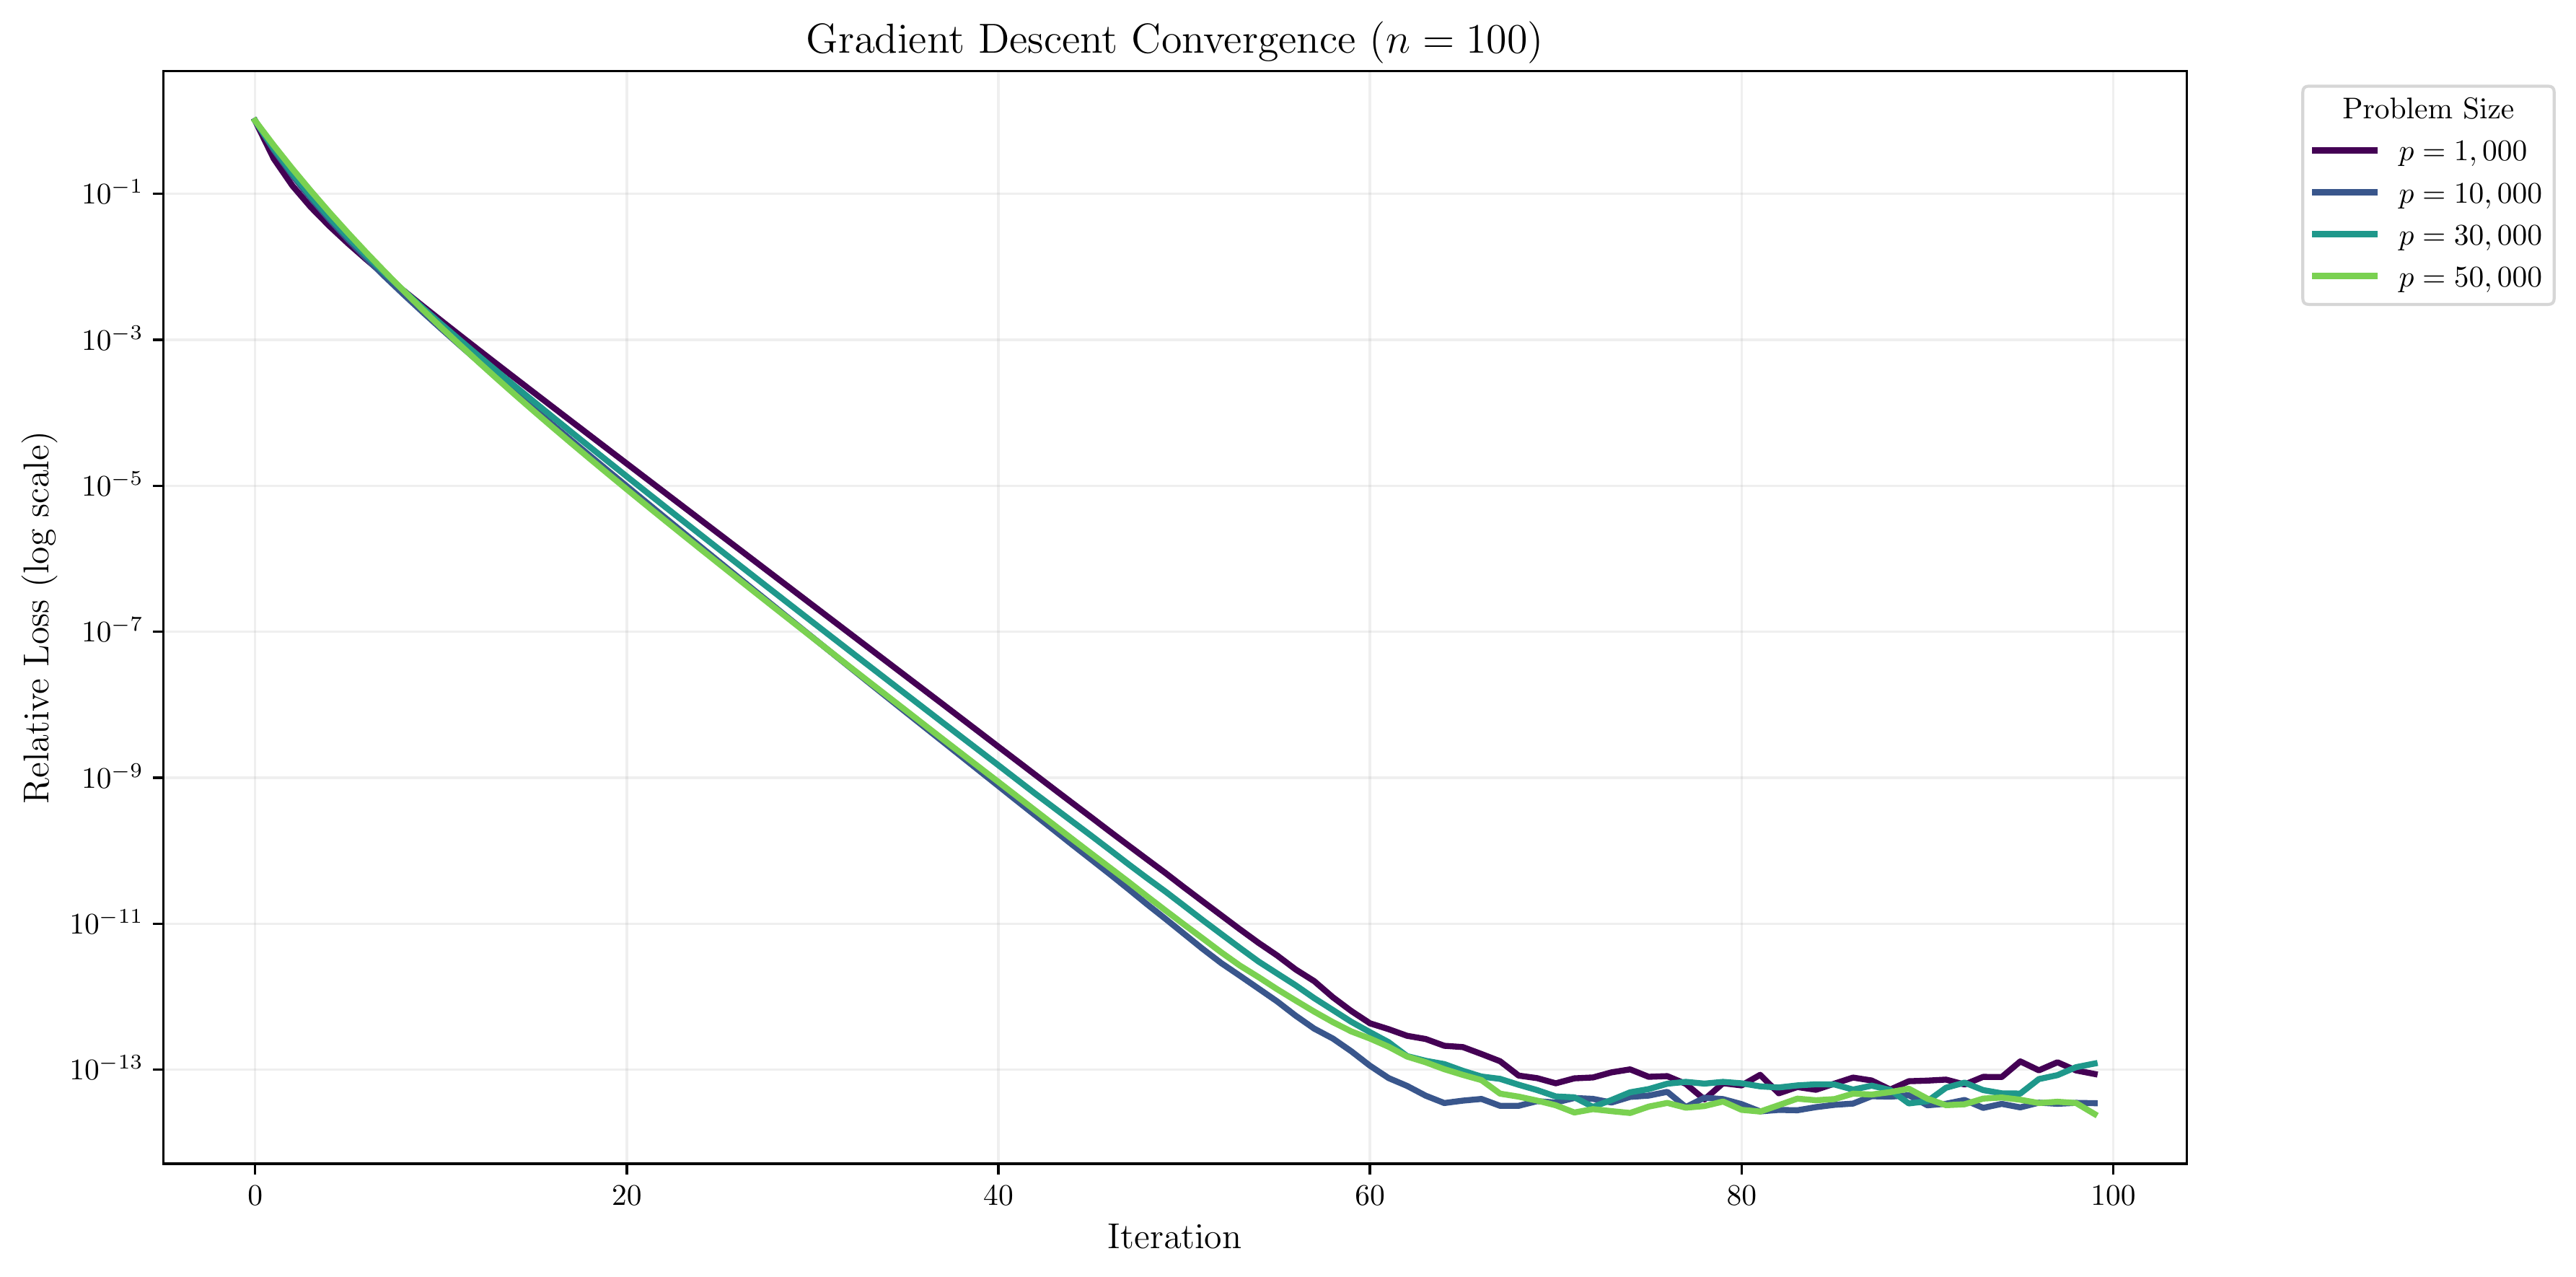 Gradient Descent Convergence (n = 100)
Problem Size
p = 1,000
p = 10,000
p = 30,000
p = 50,000
Relative Loss (log scale)
10⁻¹
10⁻³
10⁻⁵
10⁻⁷
10⁻⁹
10⁻¹¹
10⁻¹³
0 20 40 60 80 100
Iteration